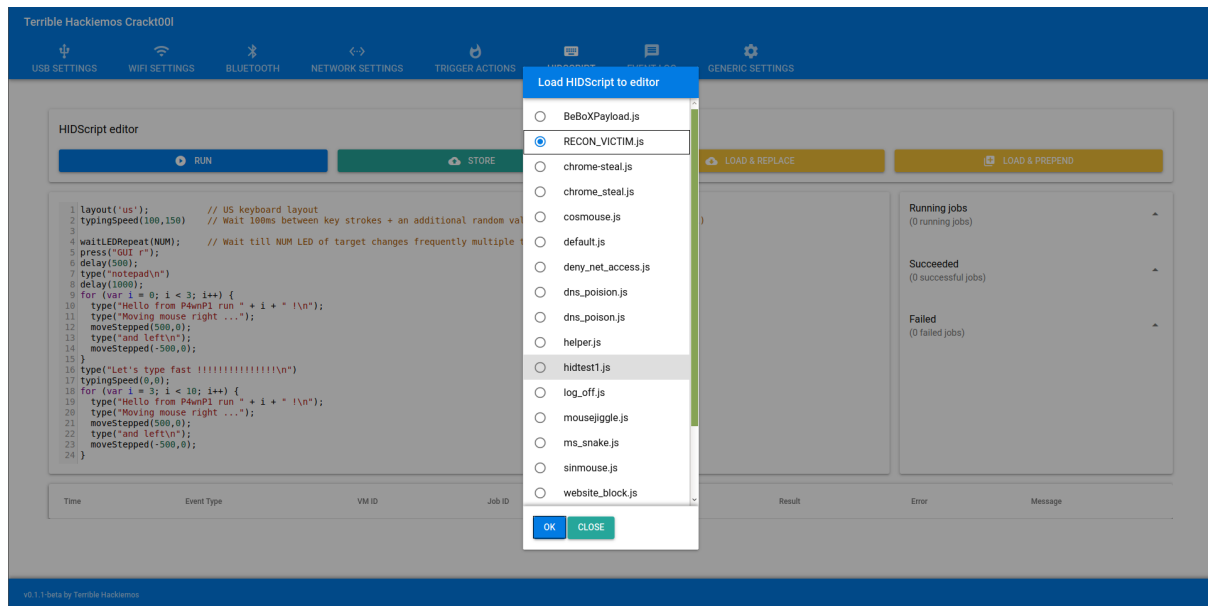 Terrible Hackiemos Crackt00l
USB SETTINGS
WIFI SETTINGS
BLUETOOTH
NETWORK SETTINGS
TRIGGER ACTIONS
HIDSCRIPT
EVENT LOG
GENERIC SETTINGS
HIDScript editor
RUN
STORE
LOAD & REPLACE
LOAD & PREPEND
1 layout('us'); // US keyboard layout
2 typingSpeed(100,150) // Wait 100ms between key strokes + an additional random val )
3
4 waitLEDRepeat(NUM); // Wait till NUM LED of target changes frequently multiple t
5 press("GUI r");
6 delay(500);
7 type("notepad\n")
8 delay(1000);
9 for (var i = 0; i < 3; i++) {
10 type("Hello from P4wnP1 run " + i + " !\n");
11 type("Moving mouse right ...");
12 moveStepped(500,0);
13 type("and left\n");
14 moveStepped(-500,0);
15 }
16 type("Let's type fast !!!!!!!!!!!!!!!\n")
17 typingSpeed(0,0);
18 for (var i = 3; i < 10; i++) {
19 type("Hello from P4wnP1 run " + i + " !\n");
20 type("Moving mouse right ...");
21 moveStepped(500,0);
22 type("and left\n");
23 moveStepped(-500,0);
24 }
Load HIDScript to editor
BeBoXPayload.js
RECON_VICTIM.js
chrome-steal.js
chrome_steal.js
cosmouse.js
default.js
deny_net_access.js
dns_poision.js
dns_poison.js
helper.js
hidtest1.js
log_off.js
mousejiggle.js
ms_snake.js
sinmouse.js
website_block.js
OK
CLOSE
Running jobs
(0 running jobs)
Succeeded
(0 successful jobs)
Failed
(0 failed jobs)
Time Event Type VM ID Job ID Result Error Message
v0.1.1-beta by Terrible Hackiemos